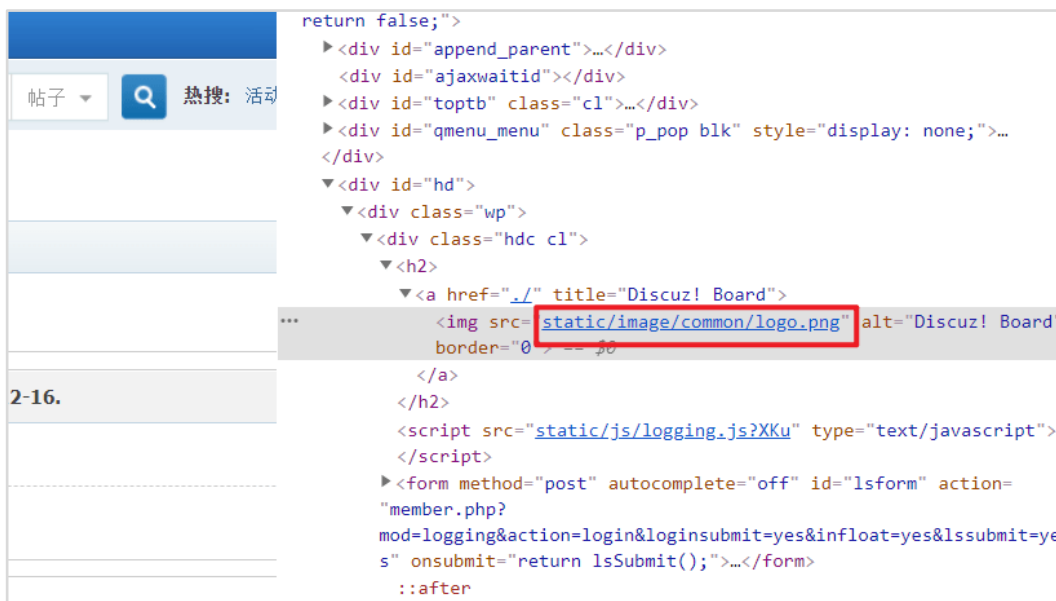 帖子
热搜: 活动
2-16.
return false;">
<div id="append_parent">…</div>
<div id="ajaxwaitid"></div>
<div id="toptb" class="cl">…</div>
<div id="qmenu_menu" class="p_pop blk" style="display: none;">…
</div>
<div id="hd">
<div class="wp">
<div class="hdc cl">
<h2>
<a href="./" title="Discuz! Board">
<img src="static/image/common/logo.png" alt="Discuz! Board"
border="0"> == $0
</a>
</h2>
<script src="static/js/logging.js?XKu" type="text/javascript">
</script>
<form method="post" autocomplete="off" id="lsform" action=
"member.php?
mod=logging&action=login&loginsubmit=yes&infloat=yes&lssubmit=ye
s" onsubmit="return lsSubmit();">…</form>
::after